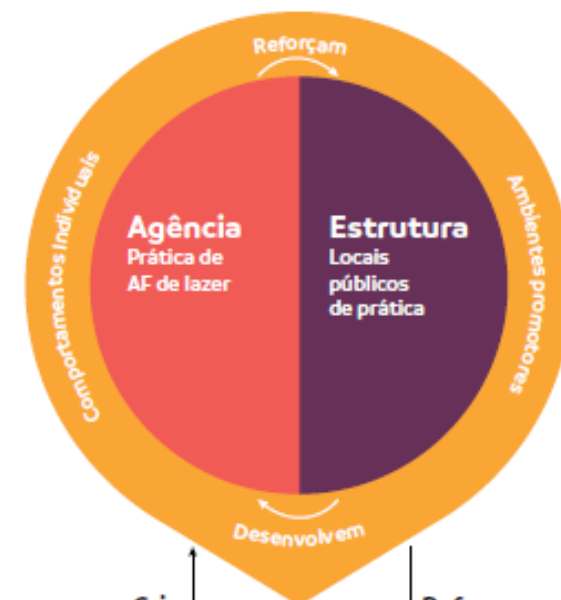 Reforçam
Comportamentos Individuais
Agência
Prática de
AF de lazer
Estrutura
Locais
públicos
de prática
Ambientes promotores
Desenvolvem